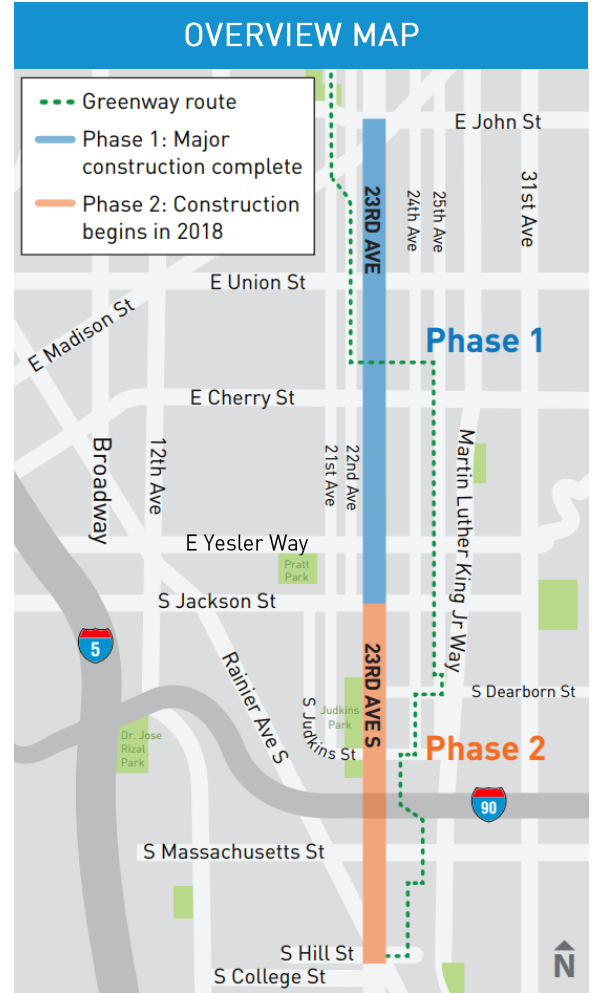 OVERVIEW MAP
Greenway route
Phase 1: Major
construction complete
Phase 2: Construction
begins in 2018
E John St
23RD AVE
24th Ave
25th Ave
31st Ave
E Union St
E Madison St
Phase 1
E Cherry St
Broadway
12th Ave
21st Ave
22nd Ave
Martin Luther King Jr Way
E Yesler Way
Pratt
Park
S Jackson St
5
Rainier Ave S
23RD AVE S
S Judkins St
Judkins
Park
S Dearborn St
Dr. Jose
Rizal
Park
Phase 2
90
S Massachusetts St
S Hill St
S College St
N